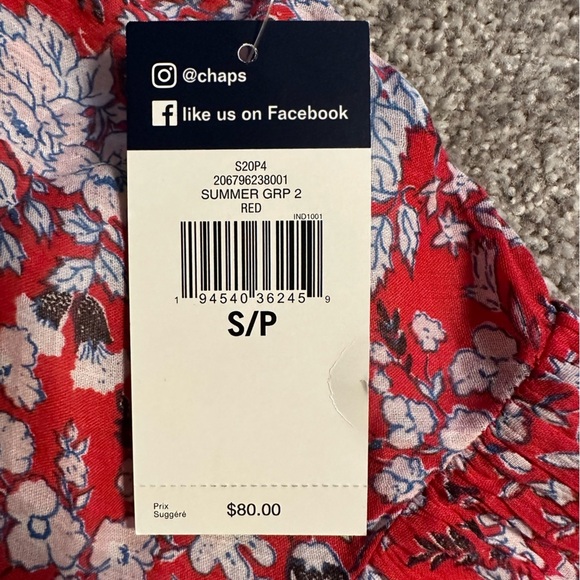 @chaps
like us on Facebook
S20P4
206796238001
SUMMER GRP 2
RED
IND1001
1 94540 36245 9
S/P
Prix
Suggéré
$80.00